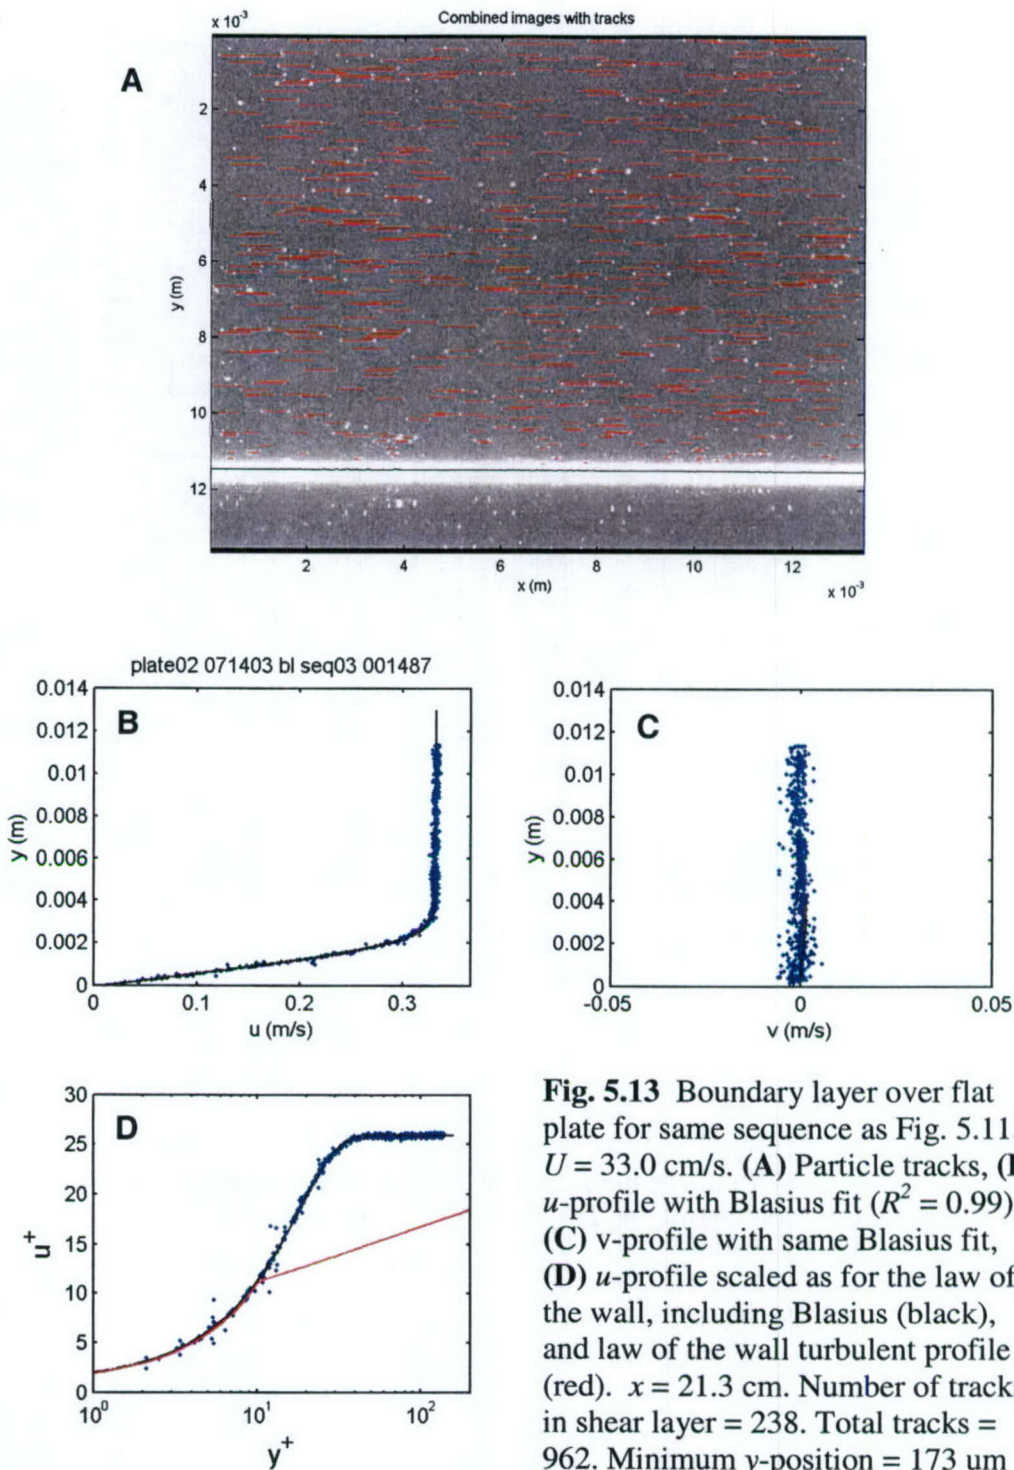 Combined images with tracks
x 10⁻³
A
2
4
6
8
10
12
y (m)
2
4
6
8
10
12
x (m)
x 10⁻³
plate02 071403 bl seq03 001487
B
0.014
0.012
0.01
0.008
0.006
0.004
0.002
0
y (m)
0
0.1
0.2
0.3
u (m/s)
C
0.014
0.012
0.01
0.008
0.006
0.004
0.002
0
y (m)
-0.05
0
0.05
v (m/s)
D
30
25
20
15
10
5
0
u⁺
10⁰
10¹
10²
y⁺
Fig. 5.13 Boundary layer over flat
plate for same sequence as Fig. 5.11.
U = 33.0 cm/s. (A) Particle tracks, (
u-profile with Blasius fit (R² = 0.99)
(C) v-profile with same Blasius fit,
(D) u-profile scaled as for the law of
the wall, including Blasius (black),
and law of the wall turbulent profile
(red). x = 21.3 cm. Number of track
in shear layer = 238. Total tracks =
962. Minimum y-position = 173 um